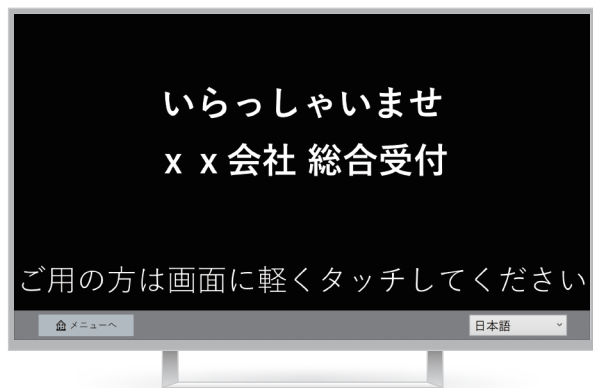 いらっしゃいませ
ｘｘ会社 総合受付
ご用の方は画面に軽くタッチしてください
メニューへ
日本語